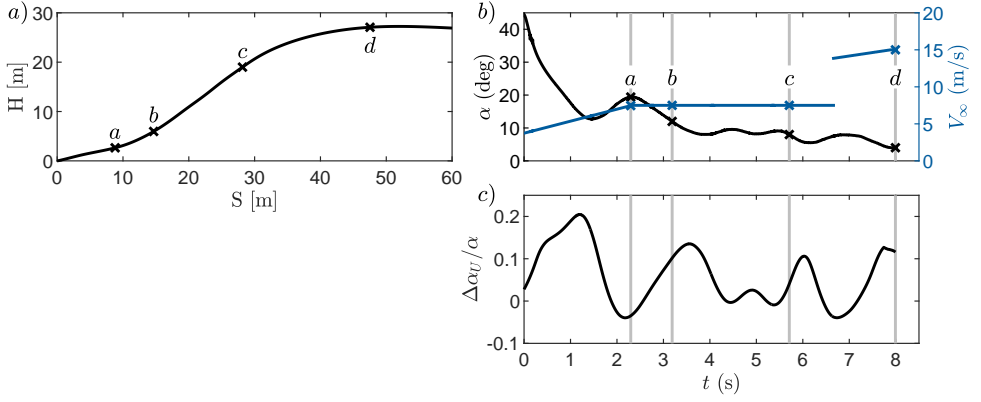 a)
30
20
10
0
H [m]
a
b
c
d
0 10 20 30 40 50 60
S [m]
b)
40
30
20
10
0
α (deg)
a b c d
20
15
10
5
0
V∞ (m/s)
c)
0.2
0.1
0
-0.1
Δα_U/α
0 1 2 3 4 5 6 7 8
t (s)